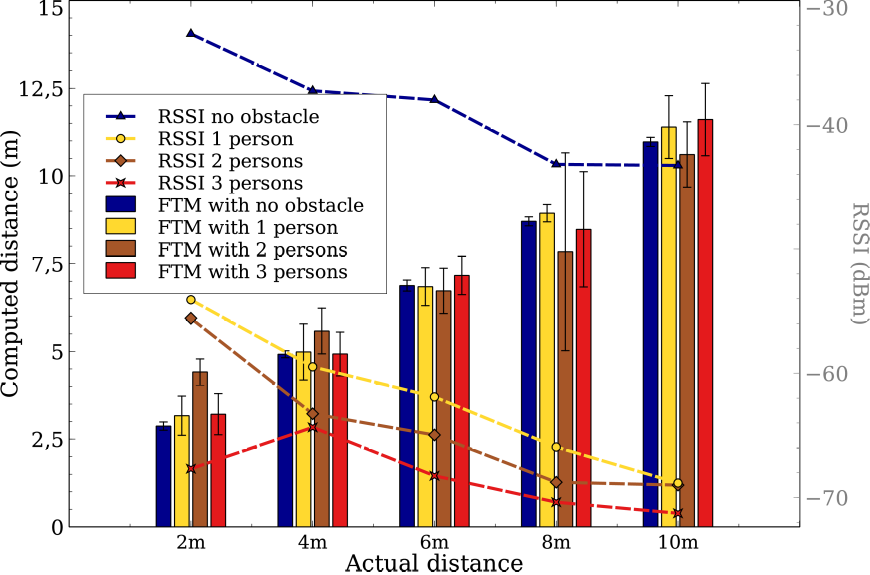 15
12,5
10
7,5
5
2,5
0
Computed distance (m)
RSSI no obstacle
RSSI 1 person
RSSI 2 persons
RSSI 3 persons
FTM with no obstacle
FTM with 1 person
FTM with 2 persons
FTM with 3 persons
−30
−40
−60
−70
RSSI (dBm)
2m 4m 6m 8m 10m
Actual distance